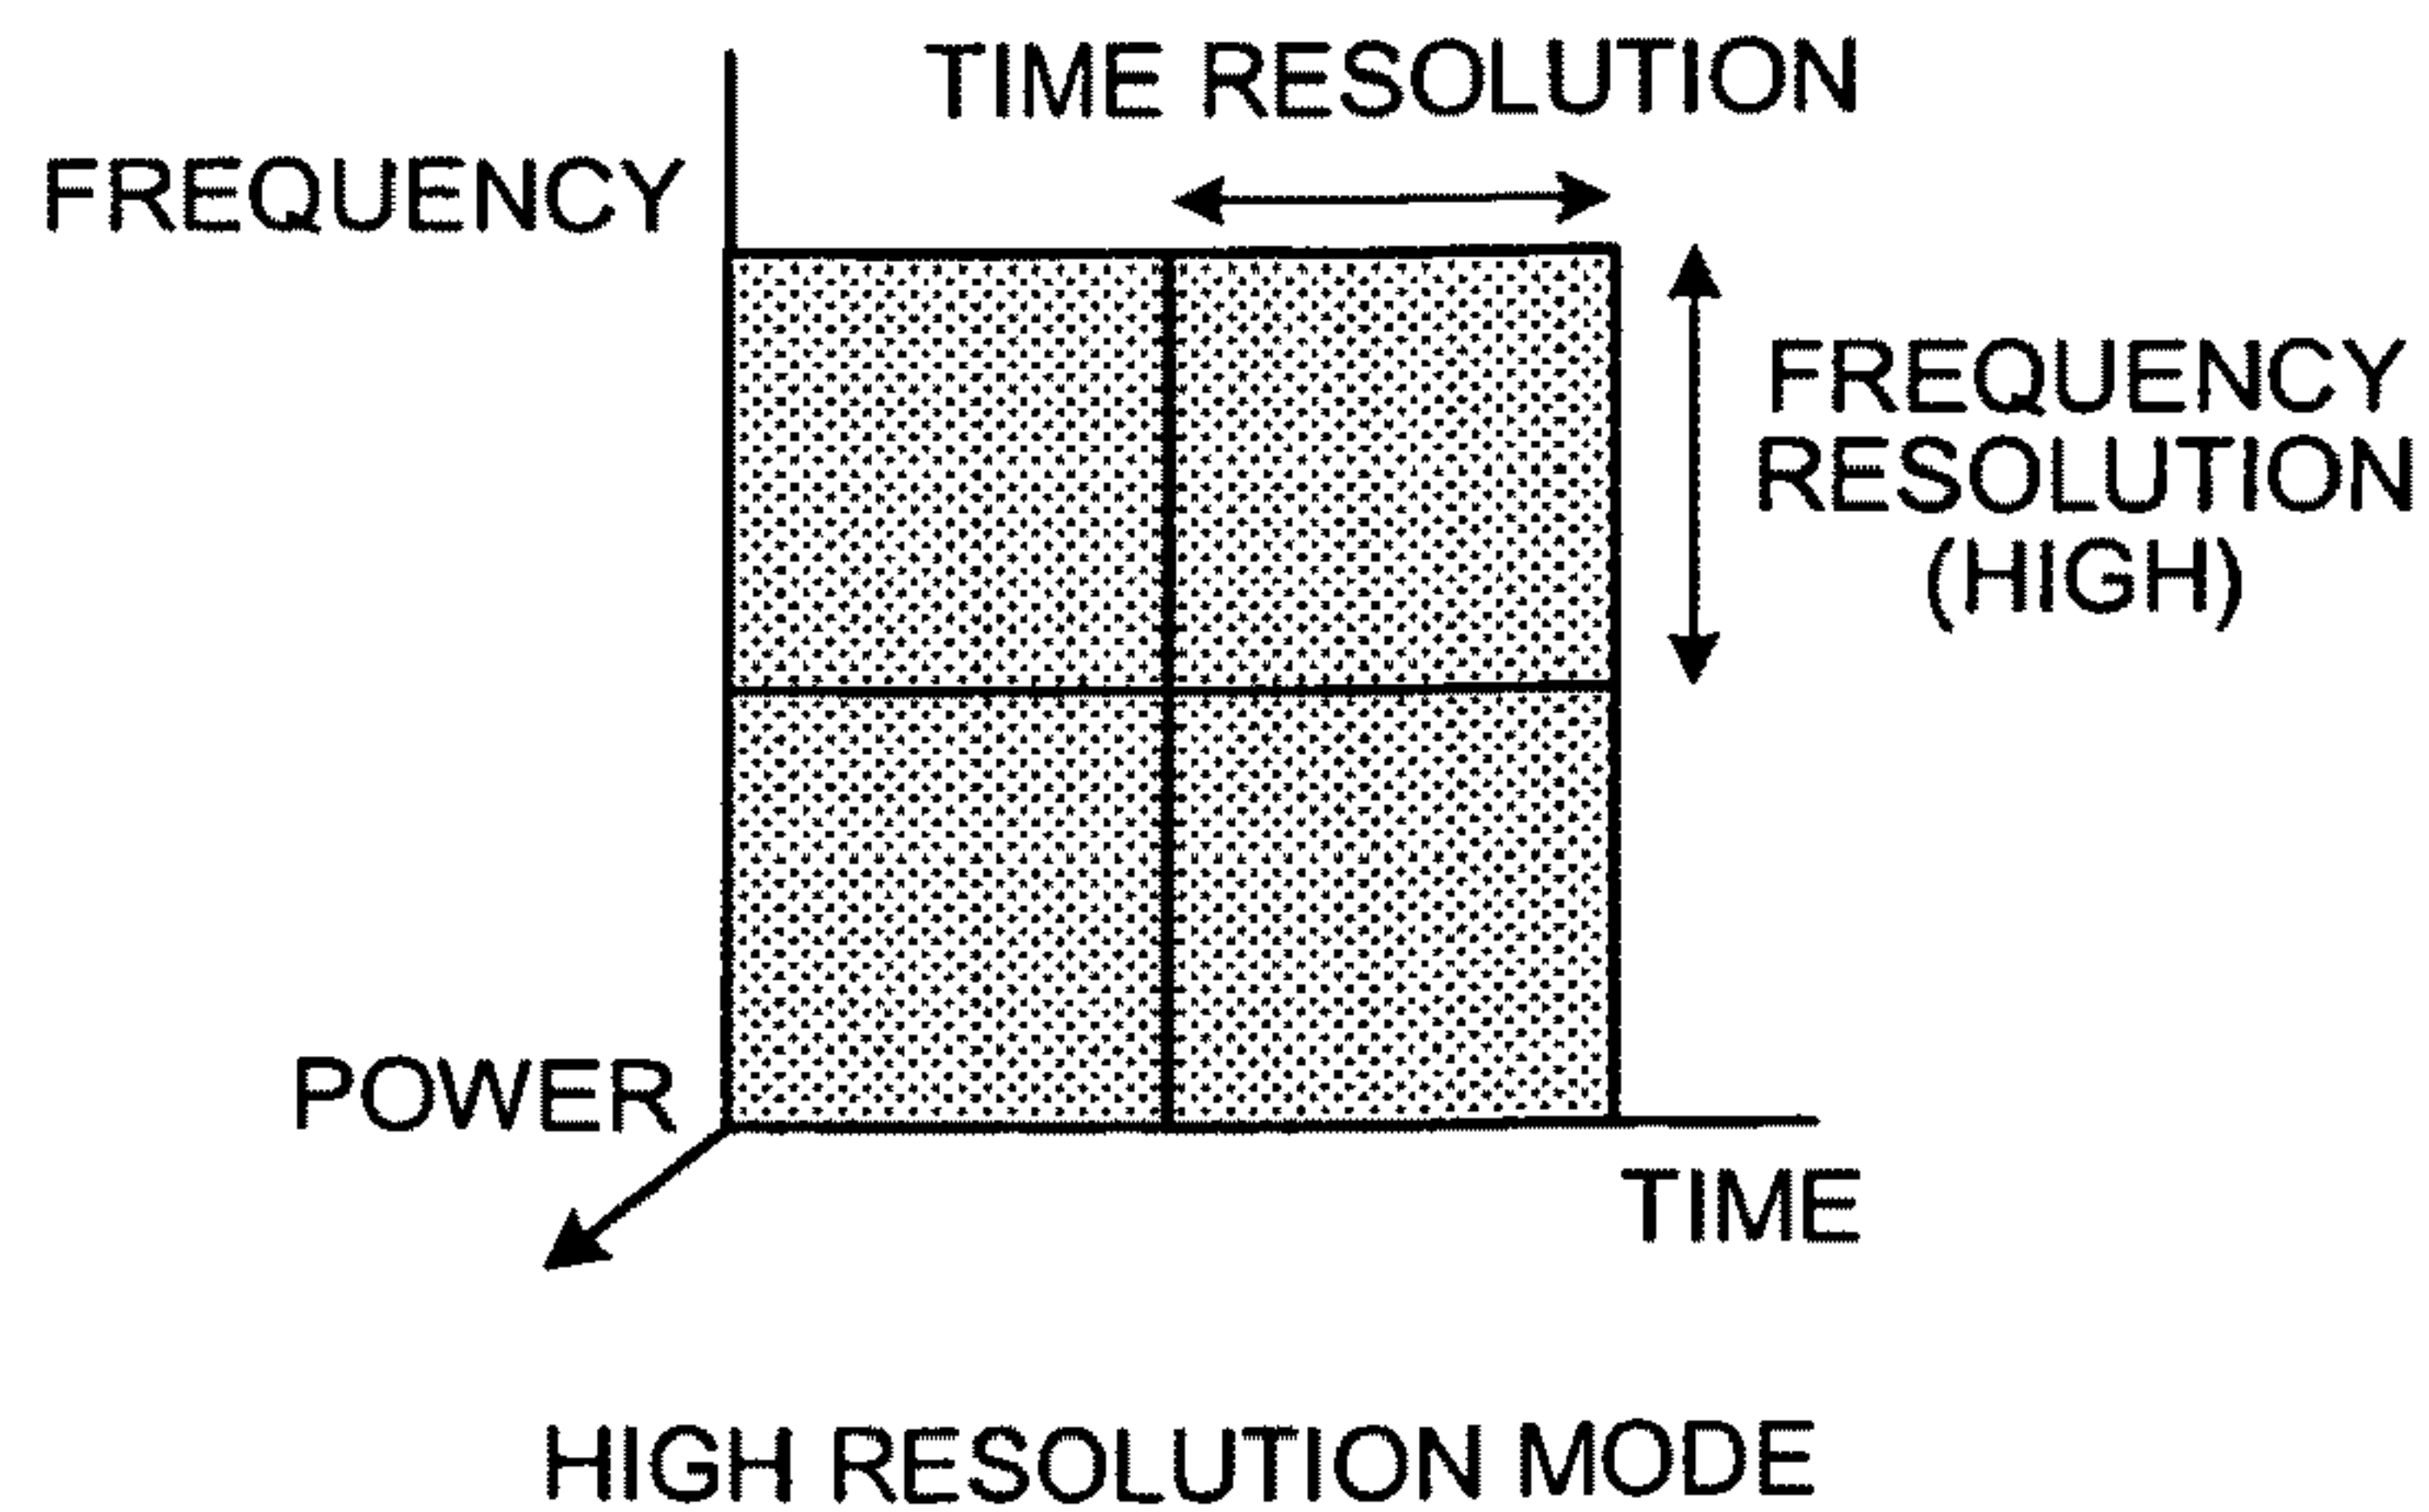 TIME RESOLUTION
FREQUENCY
FREQUENCY
RESOLUTION
(HIGH)
POWER
TIME
HIGH RESOLUTION MODE